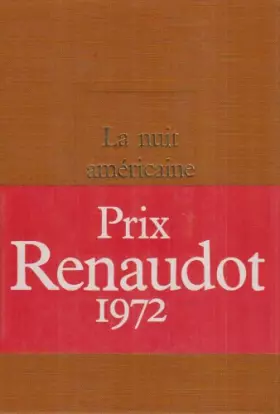 La nuit
américaine
Prix
Renaudot
1972